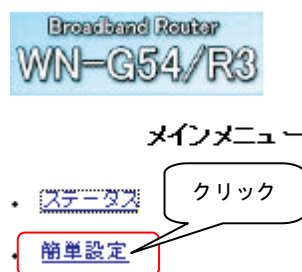 Broadband Router
WN-G54/R3
メインメニュー
・ ステータス
クリック
・ 簡単設定